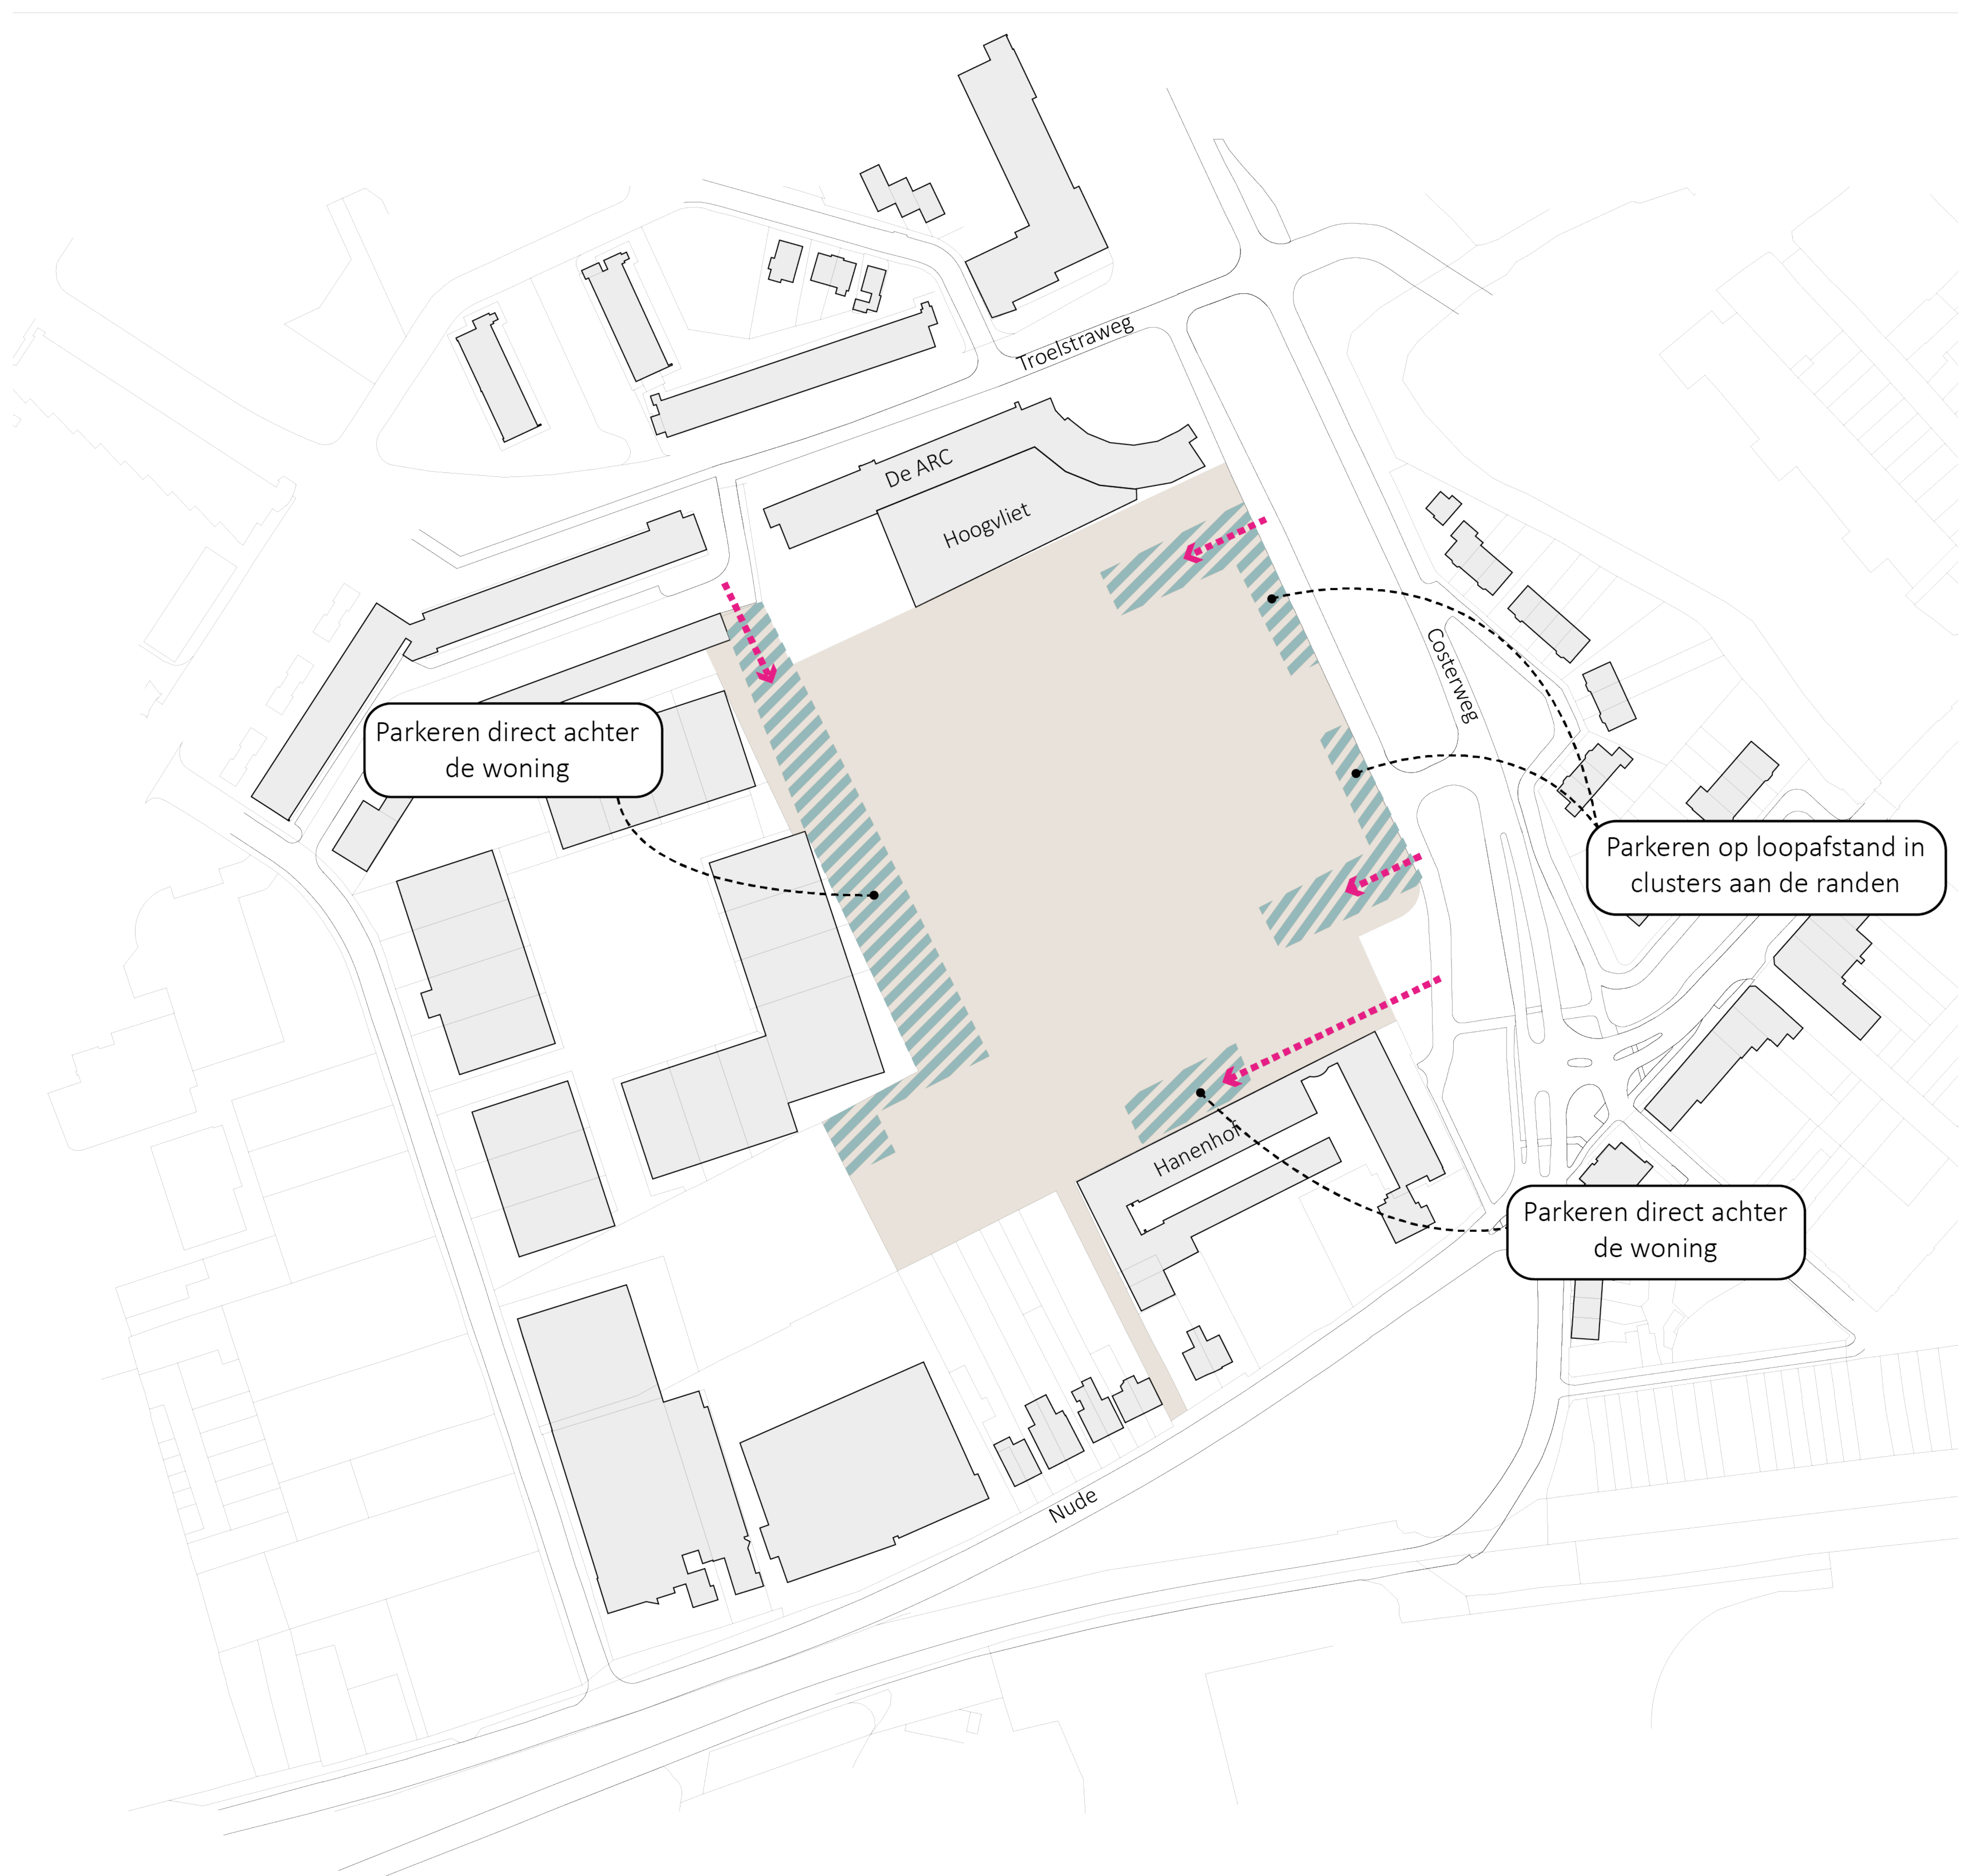 Troelstraweg
De ARC
Hoogvliet
Costerweg
Parkeren direct achter
de woning
Parkeren op loopafstand in
clusters aan de randen
Hanenhof
Parkeren direct achter
de woning
Nude